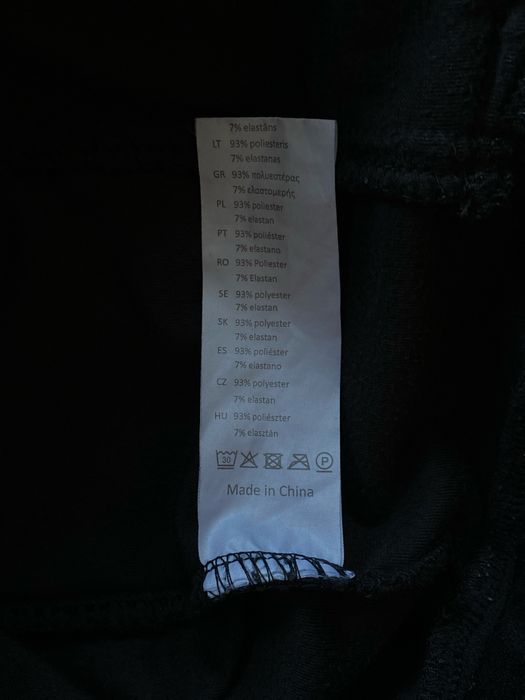 7% elastāns
LT 93% poliesteris
7% elastanas
GR 93% πολυεστέρας
7% ελαστομερής
PL 93% poliester
7% elastan
PT 93% poliéster
7% elastano
RO 93% Poliester
7% Elastan
SE 93% polyester
7% elastan
SK 93% polyester
7% elastan
ES 93% poliéster
7% elastano
CZ 93% polyester
7% elastan
HU 93% poliészter
7% elasztán
30 P
Made in China